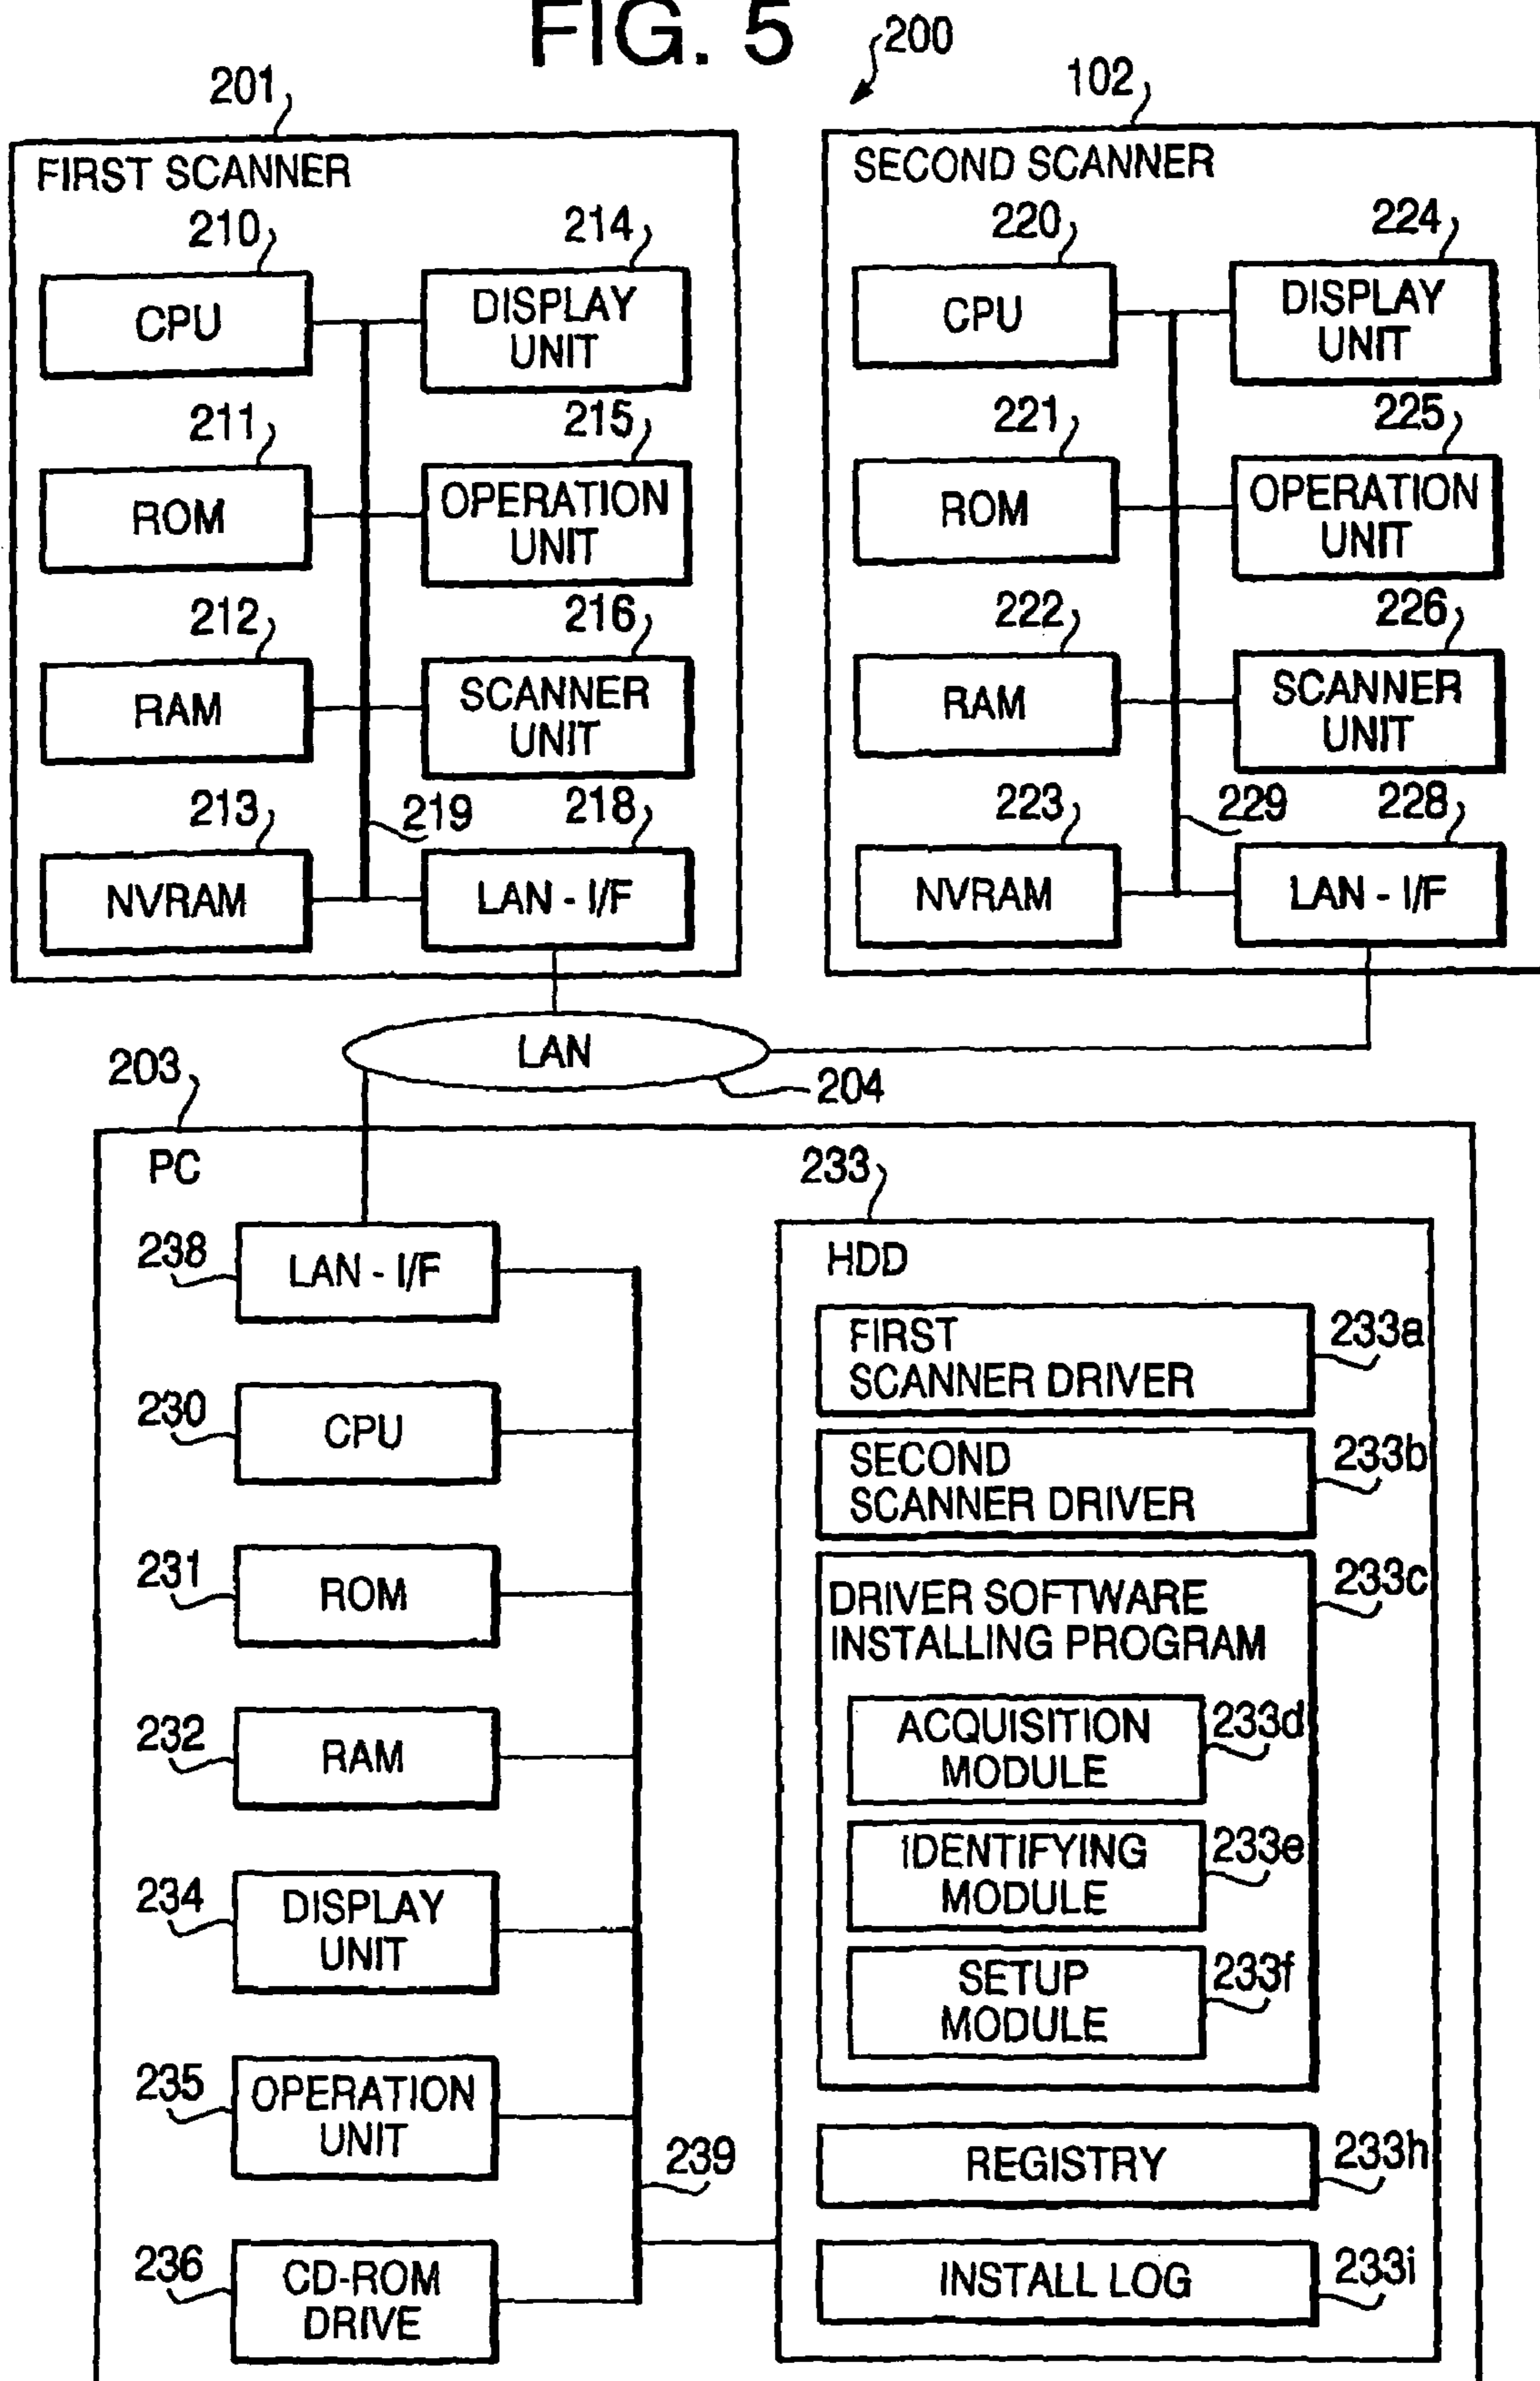 FIG. 5
200
201
102
FIRST SCANNER
210
214
CPU
DISPLAY
UNIT
211
215
ROM
OPERATION
UNIT
212
216
RAM
SCANNER
UNIT
213
219
218
NVRAM
LAN - I/F
SECOND SCANNER
220
224
CPU
DISPLAY
UNIT
221
225
ROM
OPERATION
UNIT
222
226
RAM
SCANNER
UNIT
223
229
228
NVRAM
LAN - I/F
LAN
204
203
PC
238
LAN - I/F
230
CPU
231
ROM
232
RAM
234
DISPLAY
UNIT
235
OPERATION
UNIT
239
236
CD-ROM
DRIVE
233
HDD
FIRST
SCANNER DRIVER
233a
SECOND
SCANNER DRIVER
233b
DRIVER SOFTWARE
INSTALLING PROGRAM
233c
ACQUISITION
MODULE
233d
IDENTIFYING
MODULE
233e
SETUP
MODULE
233f
REGISTRY
233h
INSTALL LOG
233i